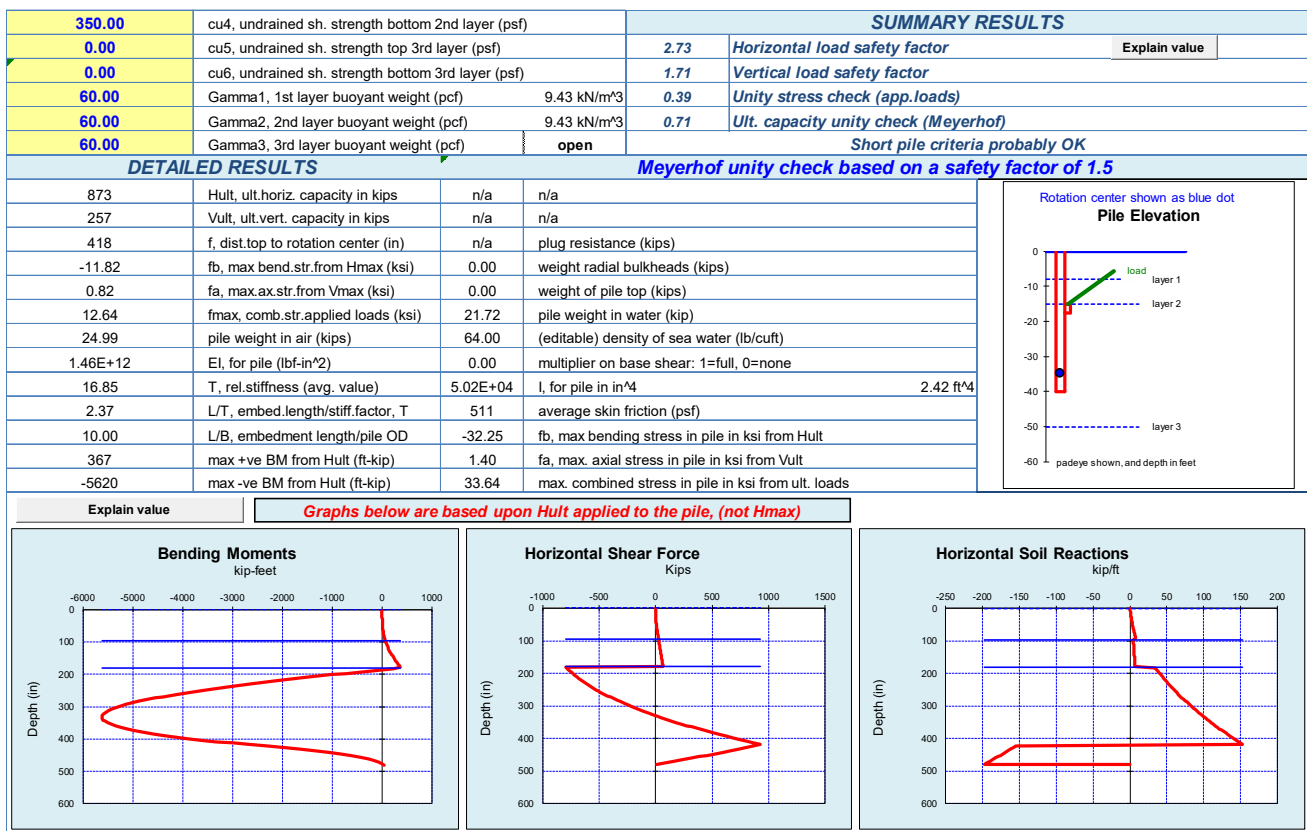 350.00 cu4, undrained sh. strength bottom 2nd layer (psf) SUMMARY RESULTS
0.00 cu5, undrained sh. strength top 3rd layer (psf) 2.73 Horizontal load safety factor Explain value
0.00 cu6, undrained sh. strength bottom 3rd layer (psf) 1.71 Vertical load safety factor
60.00 Gamma1, 1st layer buoyant weight (pcf) 9.43 kN/m^3 0.39 Unity stress check (app.loads)
60.00 Gamma2, 2nd layer buoyant weight (pcf) 9.43 kN/m^3 0.71 Ult. capacity unity check (Meyerhof)
60.00 Gamma3, 3rd layer buoyant weight (pcf) open Short pile criteria probably OK
DETAILED RESULTS Meyerhof unity check based on a safety factor of 1.5
873 Hult, ult.horiz. capacity in kips n/a n/a
257 Vult, ult.vert. capacity in kips n/a n/a
418 f, dist.top to rotation center (in) n/a plug resistance (kips)
-11.82 fb, max bend.str.from Hmax (ksi) 0.00 weight radial bulkheads (kips)
0.82 fa, max.ax.str.from Vmax (ksi) 0.00 weight of pile top (kips)
12.64 fmax, comb.str.applied loads (ksi) 21.72 pile weight in water (kip)
24.99 pile weight in air (kips) 64.00 (editable) density of sea water (lb/cuft)
1.46E+12 EI, for pile (lbf-in^2) 0.00 multiplier on base shear: 1=full, 0=none
16.85 T, rel.stiffness (avg. value) 5.02E+04 I, for pile in in^4 2.42 ft^4
2.37 L/T, embed.length/stiff.factor, T 511 average skin friction (psf)
10.00 L/B, embedment length/pile OD -32.25 fb, max bending stress in pile in ksi from Hult
367 max +ve BM from Hult (ft-kip) 1.40 fa, max. axial stress in pile in ksi from Vult
-5620 max -ve BM from Hult (ft-kip) 33.64 max. combined stress in pile in ksi from ult. loads
Rotation center shown as blue dot
Pile Elevation
0
load
layer 1
-10
layer 2
-20
-30
-40
-50
layer 3
-60
padeye shown, and depth in feet
Explain value
Graphs below are based upon Hult applied to the pile, (not Hmax)
Bending Moments
kip-feet
-6000 -5000 -4000 -3000 -2000 -1000 0 1000
0
100
200
300
400
500
600
Depth (in)
Horizontal Shear Force
Kips
-1000 -500 0 500 1000 1500
0
100
200
300
400
500
600
Depth (in)
Horizontal Soil Reactions
kip/ft
-250 -200 -150 -100 -50 0 50 100 150 200
0
100
200
300
400
500
600
Depth (in)